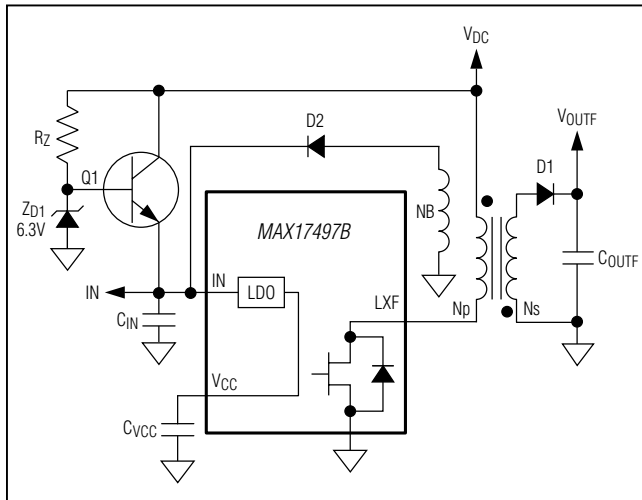 VDC
VOUTF
D2
D1
RZ
Q1
ZD1
6.3V
NB
MAX17497B
COUTF
IN
IN
LDO
LXF
Np
Ns
CIN
VCC
CVCC